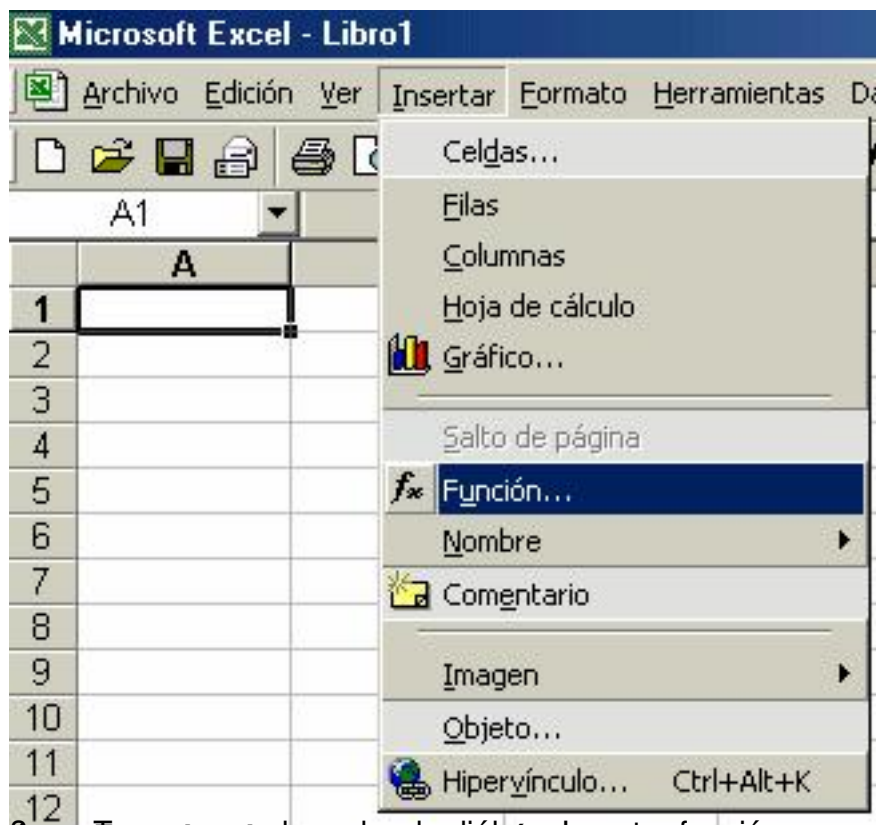 Microsoft Excel - Libro1
Archivo Edición Ver Insertar Formato Herramientas
A1
A
Celdas...
Filas
Columnas
Hoja de cálculo
Gráfico...
Salto de página
Función...
Nombre
Comentario
Imagen
Objeto...
Hipervínculo... Ctrl+Alt+K
1
2
3
4
5
6
7
8
9
10
11
12